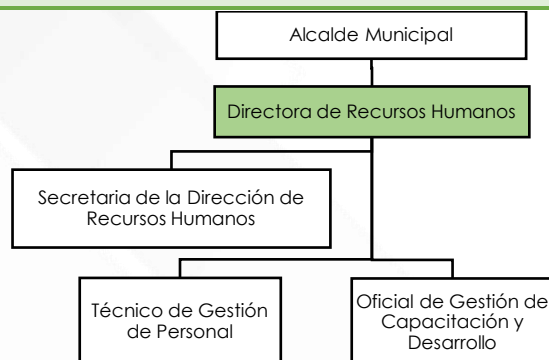 Alcalde Municipal
Directora de Recursos Humanos
Secretaria de la Dirección de
Recursos Humanos
Técnico de Gestión
de Personal
Oficial de Gestión de
Capacitación y
Desarrollo